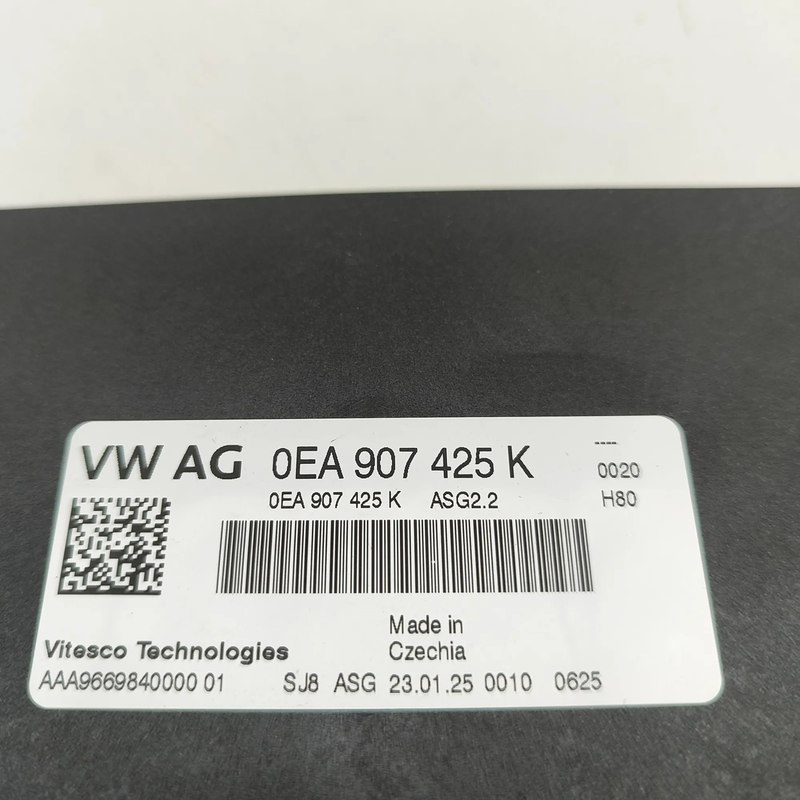 VW AG 0EA 907 425 K
0020
0EA 907 425 K ASG2.2 H80
Made in
Vitesco Technologies Czechia
AAA9669840000 01 SJ8 ASG 23.01.25 0010 0625